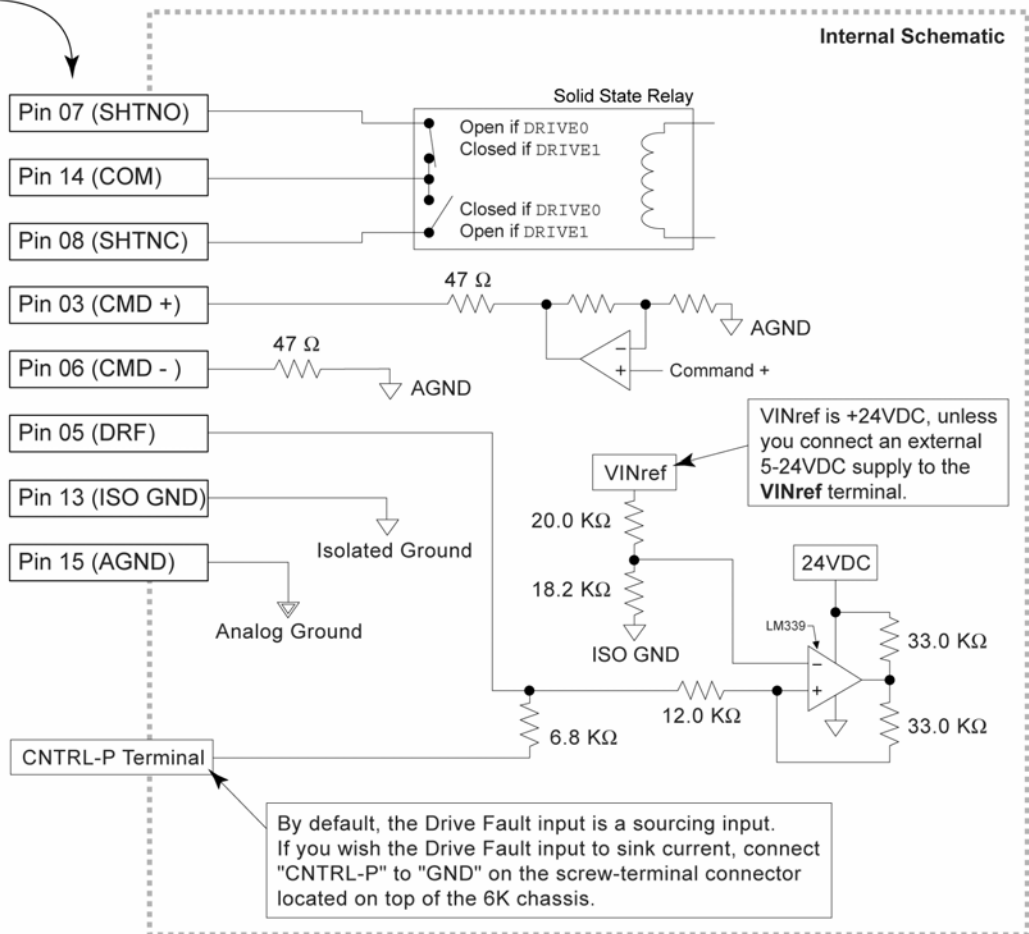 Internal Schematic
Pin 07 (SHTNO)
Pin 14 (COM)
Pin 08 (SHTNC)
Solid State Relay
Open if DRIVE0
Closed if DRIVE1
Closed if DRIVE0
Open if DRIVE1
Pin 03 (CMD +)
47 Ω
AGND
Command +
Pin 06 (CMD - )
47 Ω
AGND
Pin 05 (DRF)
VINref is +24VDC, unless
you connect an external
5-24VDC supply to the
VINref terminal.
VINref
20.0 KΩ
18.2 KΩ
ISO GND
Pin 13 (ISO GND)
Isolated Ground
Pin 15 (AGND)
Analog Ground
24VDC
LM339
−
+
33.0 KΩ
33.0 KΩ
12.0 KΩ
6.8 KΩ
CNTRL-P Terminal
By default, the Drive Fault input is a sourcing input.
If you wish the Drive Fault input to sink current, connect
"CNTRL-P" to "GND" on the screw-terminal connector
located on top of the 6K chassis.